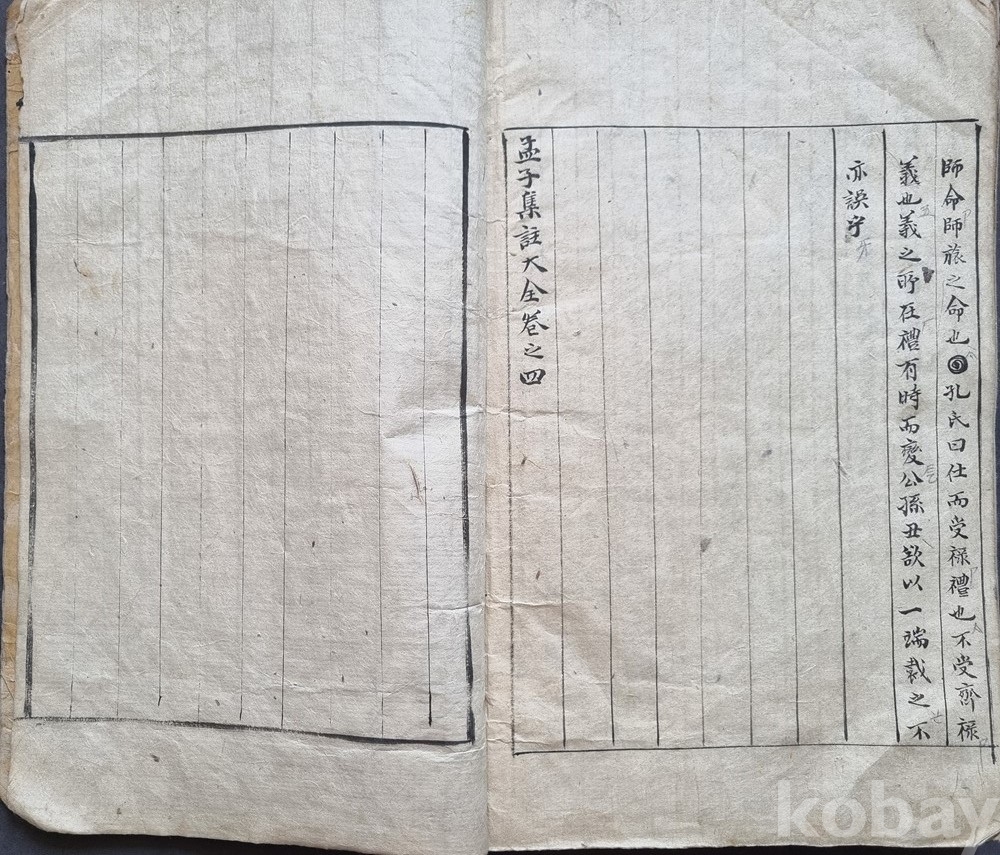 師命師旅之命也 孔氏曰仕而受祿禮也不受齊祿
義也義之所在禮有時而變公孫丑欲以一端裁之不
亦誤乎
孟子集註大全卷之四
kobay